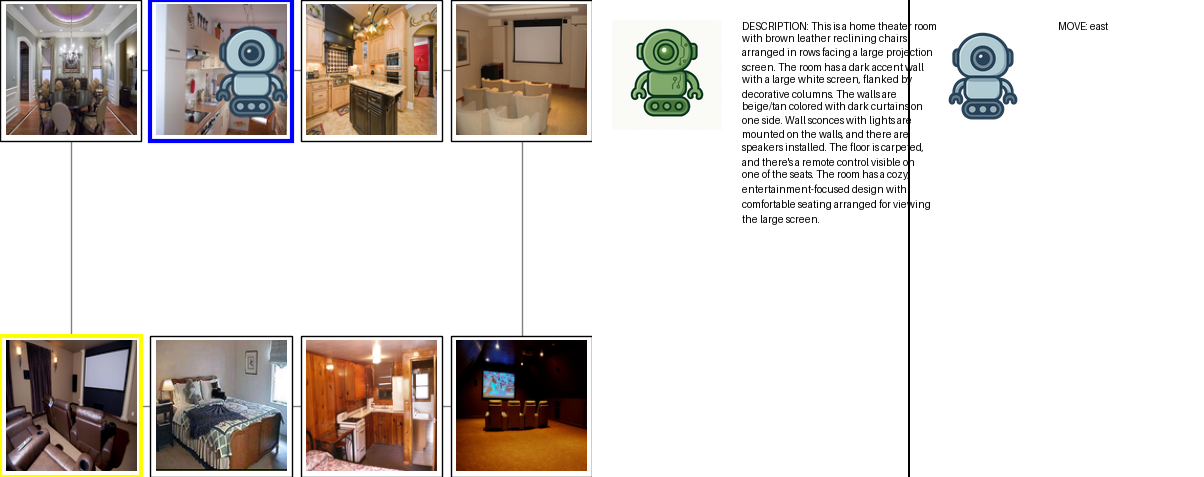 DESCRIPTION: This is a home theater room
with brown leather reclining chairs
arranged in rows facing a large projection
screen. The room has a dark accent wall
with a large white screen, flanked by
decorative columns. The walls are
beige/tan colored with dark curtains on
one side. Wall sconces with lights are
mounted on the walls, and there are
speakers installed. The floor is carpeted,
and there's a remote control visible on
one of the seats. The room has a cozy,
entertainment-focused design with
comfortable seating arranged for viewing
the large screen.
MOVE: east